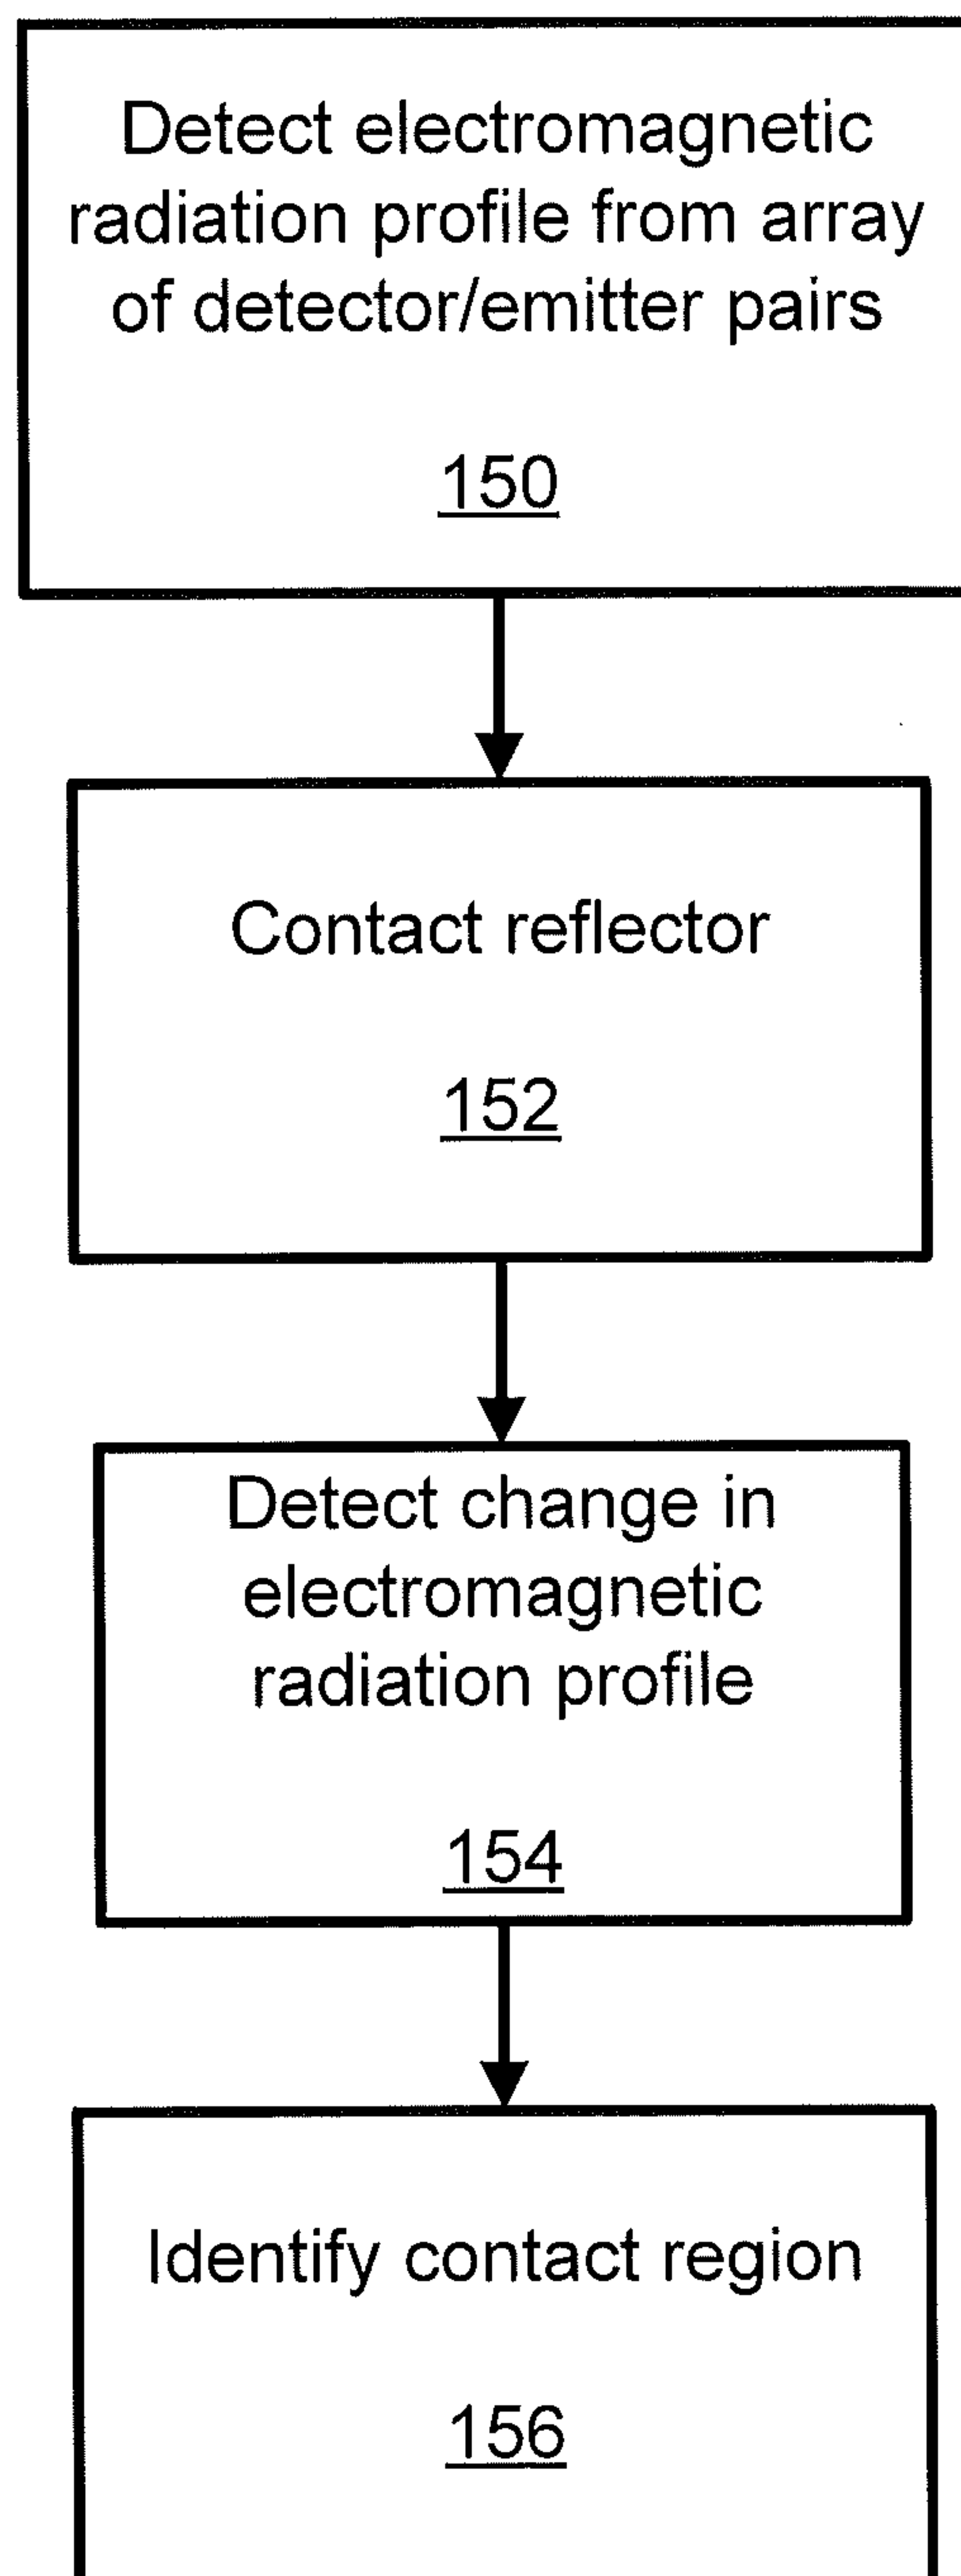 Detect electromagnetic
radiation profile from array
of detector/emitter pairs
150
Contact reflector
152
Detect change in
electromagnetic
radiation profile
154
Identify contact region
156